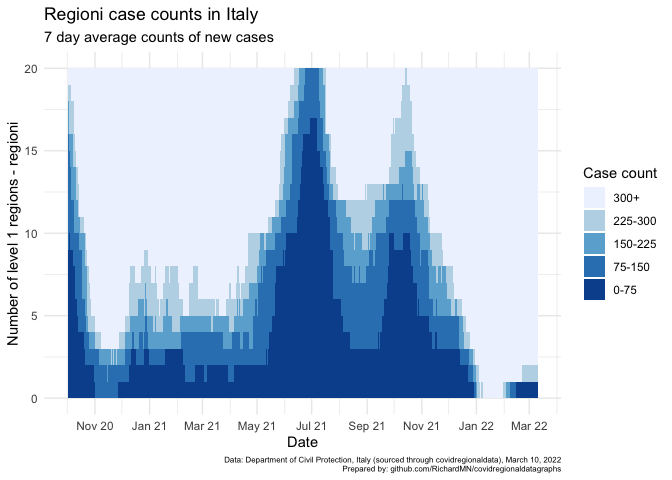 Regioni case counts in Italy
7 day average counts of new cases
Number of level 1 regions - regioni
20
15
10
5
0
Nov 20 Jan 21 Mar 21 May 21 Jul 21 Sep 21 Nov 21 Jan 22 Mar 22
Date
Case count
300+
225-300
150-225
75-150
0-75
Data: Department of Civil Protection, Italy (sourced through covidregionaldata), March 10, 2022
Prepared by: github.com/RichardMN/covidregionaldatagraphs